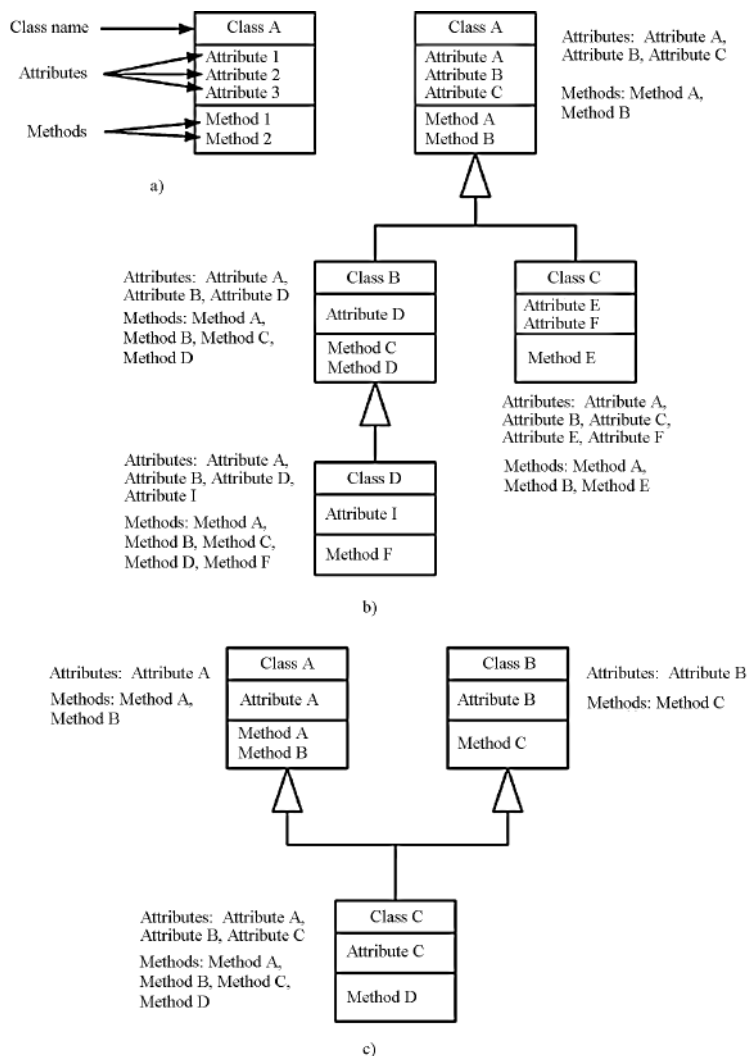 Class name
Class A
Attributes
Attribute 1
Attribute 2
Attribute 3
Methods
Method 1
Method 2
a)
Class A
Attribute A
Attribute B
Attribute C
Method A
Method B
Attributes: Attribute A,
Attribute B, Attribute C
Methods: Method A,
Method B
Attributes: Attribute A,
Attribute B, Attribute D
Methods: Method A,
Method B, Method C,
Method D
Class B
Attribute D
Method C
Method D
Class C
Attribute E
Attribute F
Method E
Attributes: Attribute A,
Attribute B, Attribute C,
Attribute E, Attribute F
Methods: Method A,
Method B, Method E
Attributes: Attribute A,
Attribute B, Attribute D,
Attribute I
Methods: Method A,
Method B, Method C,
Method D, Method F
Class D
Attribute I
Method F
b)
Attributes: Attribute A
Methods: Method A,
Method B
Class A
Attribute A
Method A
Method B
Class B
Attribute B
Method C
Attributes: Attribute B
Methods: Method C
Attributes: Attribute A,
Attribute B, Attribute C
Methods: Method A,
Method B, Method C,
Method D
Class C
Attribute C
Method D
c)